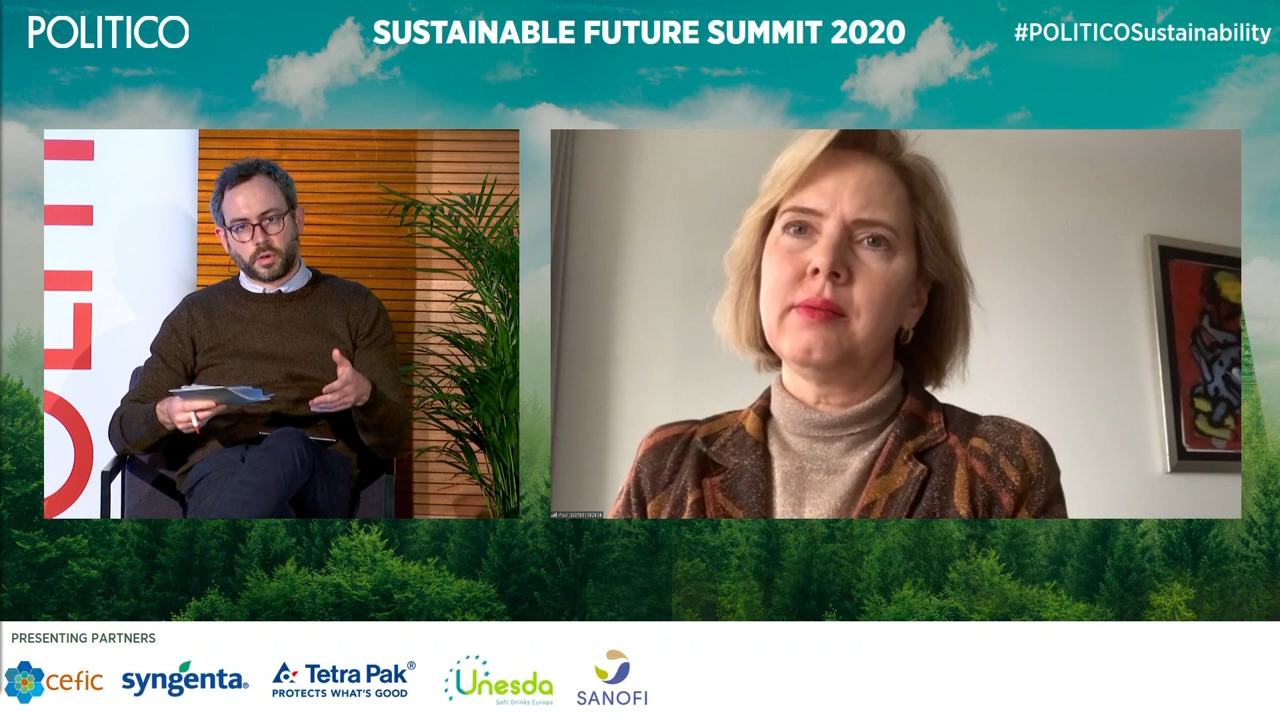 POLITICO
SUSTAINABLE FUTURE SUMMIT 2020
#POLITICOSustainability
PRESENTING PARTNERS
cefic
syngenta®
Tetra Pak®
PROTECTS WHAT'S GOOD
Unesda
Soft Drinks Europe
SANOFI